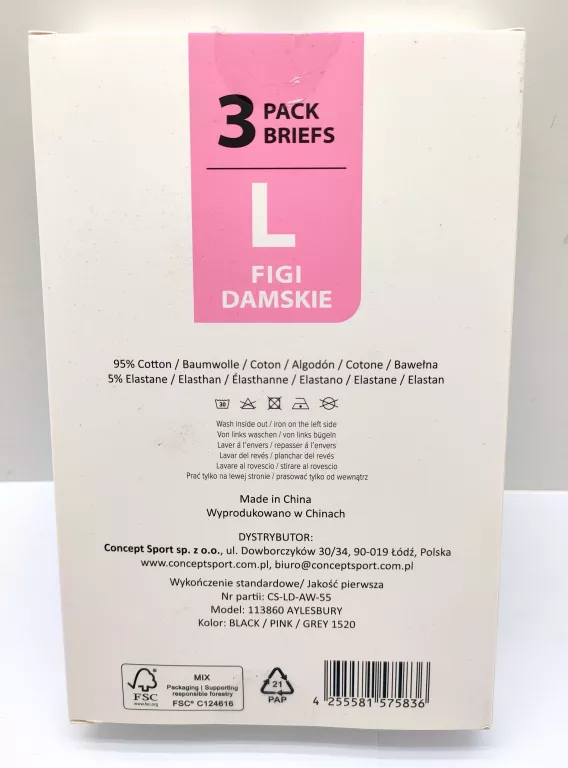 3 PACK
BRIEFS
L
FIGI
DAMSKIE
95% Cotton / Baumwolle / Coton / Algodón / Cotone / Bawełna
5% Elastane / Elasthan / Élasthanne / Elastano / Elastane / Elastan
30
Wash inside out / iron on the left side
Von links waschen / von links bügeln
Laver á l'envers / repasser á l'envers
Lavar del revés / planchar del revés
Lavare al rovescio / stirare al rovescio
Prać tylko na lewej stronie / prasować tylko od wewnątrz
Made in China
Wyprodukowano w Chinach
DYSTRYBUTOR:
Concept Sport sp. z o.o., ul. Dowborczyków 30/34, 90-019 Łódź, Polska
www.conceptsport.com.pl, biuro@conceptsport.com.pl
Wykończenie standardowe/ Jakość pierwsza
Nr partii: CS-LD-AW-55
Model: 113860 AYLESBURY
Kolor: BLACK / PINK / GREY 1520
FSC
www.fsc.org
MIX
Packaging | Supporting
responsible forestry
FSC® C124616
21
PAP
4 255581 575836